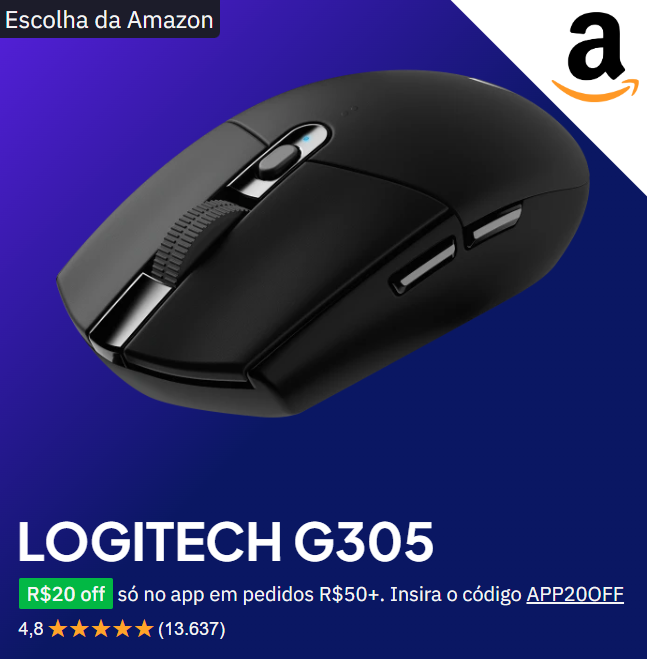 Escolha da Amazon
a
LOGITECH G305
R$20 off só no app em pedidos R$50+. Insira o código APP20OFF
4,8 ★★★★★ (13.637)